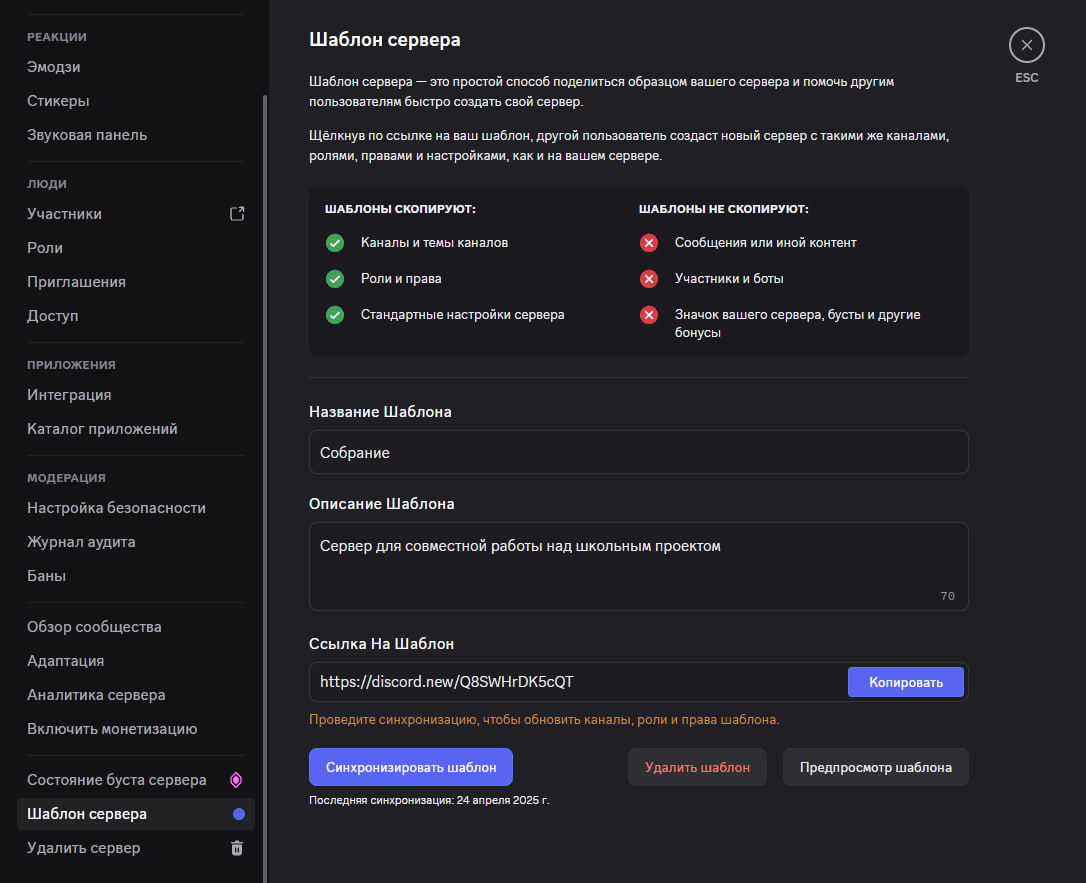 РЕАКЦИИ
Эмодзи
Стикеры
Звуковая панель
ЛЮДИ
Участники
Роли
Приглашения
Доступ
ПРИЛОЖЕНИЯ
Интеграция
Каталог приложений
МОДЕРАЦИЯ
Настройка безопасности
Журнал аудита
Баны
Обзор сообщества
Адаптация
Аналитика сервера
Включить монетизацию
Состояние буста сервера
Шаблон сервера
Удалить сервер
Шаблон сервера
ESC
Шаблон сервера — это простой способ поделиться образцом вашего сервера и помочь другим
пользователям быстро создать свой сервер.
Щёлкнув по ссылке на ваш шаблон, другой пользователь создаст новый сервер с такими же каналами,
ролями, правами и настройками, как и на вашем сервере.
ШАБЛОНЫ СКОПИРУЮТ:
Каналы и темы каналов
Роли и права
Стандартные настройки сервера
ШАБЛОНЫ НЕ СКОПИРУЮТ:
Сообщения или иной контент
Участники и боты
Значок вашего сервера, бусты и другие
бонусы
Название Шаблона
Собрание
Описание Шаблона
Сервер для совместной работы над школьным проектом
70
Ссылка На Шаблон
https://discord.new/Q8SWHrDK5cQT
Копировать
Проведите синхронизацию, чтобы обновить каналы, роли и права шаблона.
Синхронизировать шаблон
Удалить шаблон
Предпросмотр шаблона
Последняя синхронизация: 24 апреля 2025 г.